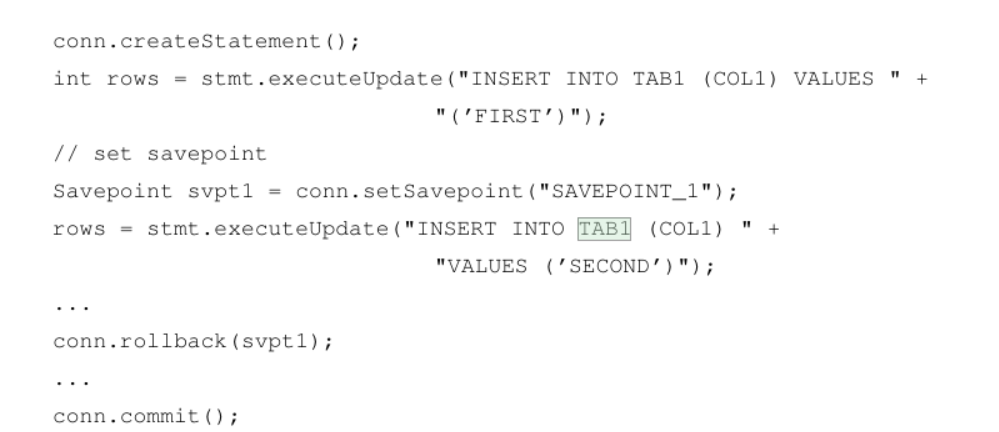 conn.createStatement();
int rows = stmt.executeUpdate("INSERT INTO TAB1 (COL1) VALUES " +
"(’FIRST’)");
// set savepoint
Savepoint svpt1 = conn.setSavepoint("SAVEPOINT_1");
rows = stmt.executeUpdate("INSERT INTO TAB1 (COL1) " +
"VALUES (’SECOND’)");
...
conn.rollback(svpt1);
...
conn.commit();